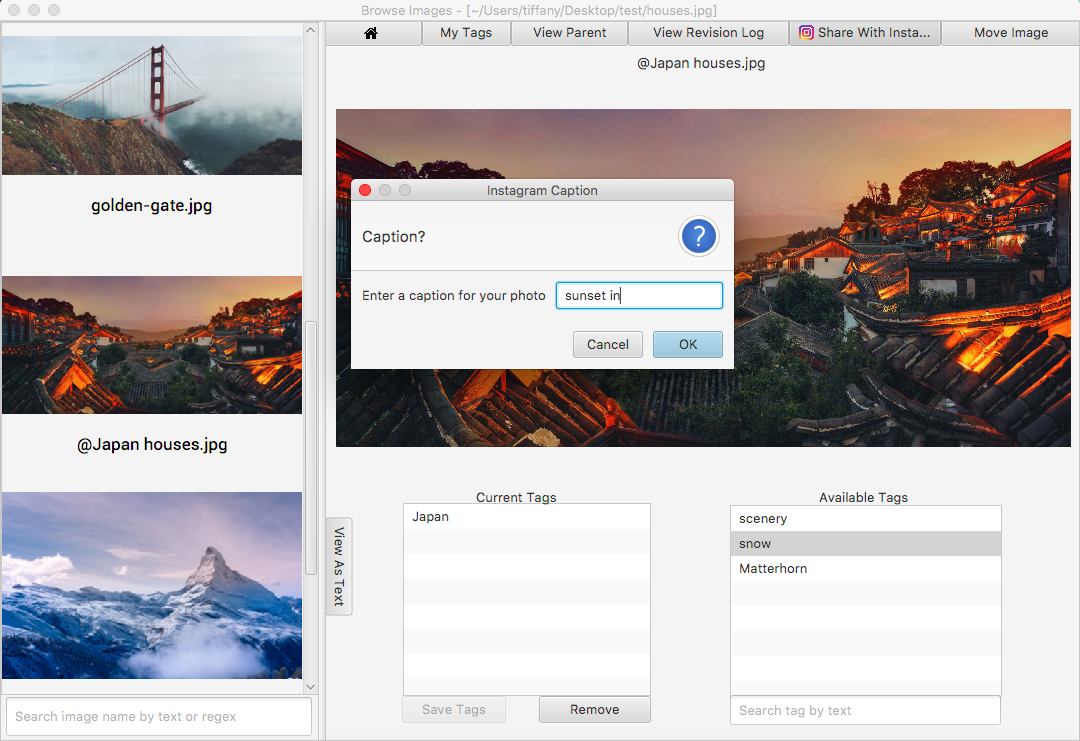 Browse Images - [~/Users/tiffany/Desktop/test/houses.jpg]
My Tags
View Parent
View Revision Log
Share With Insta...
Move Image
golden-gate.jpg
@Japan houses.jpg
Search image name by text or regex
@Japan houses.jpg
Instagram Caption
Caption?
?
Enter a caption for your photo
sunset in
Cancel
OK
View As Text
Current Tags
Japan
Save Tags
Remove
Available Tags
scenery
snow
Matterhorn
Search tag by text